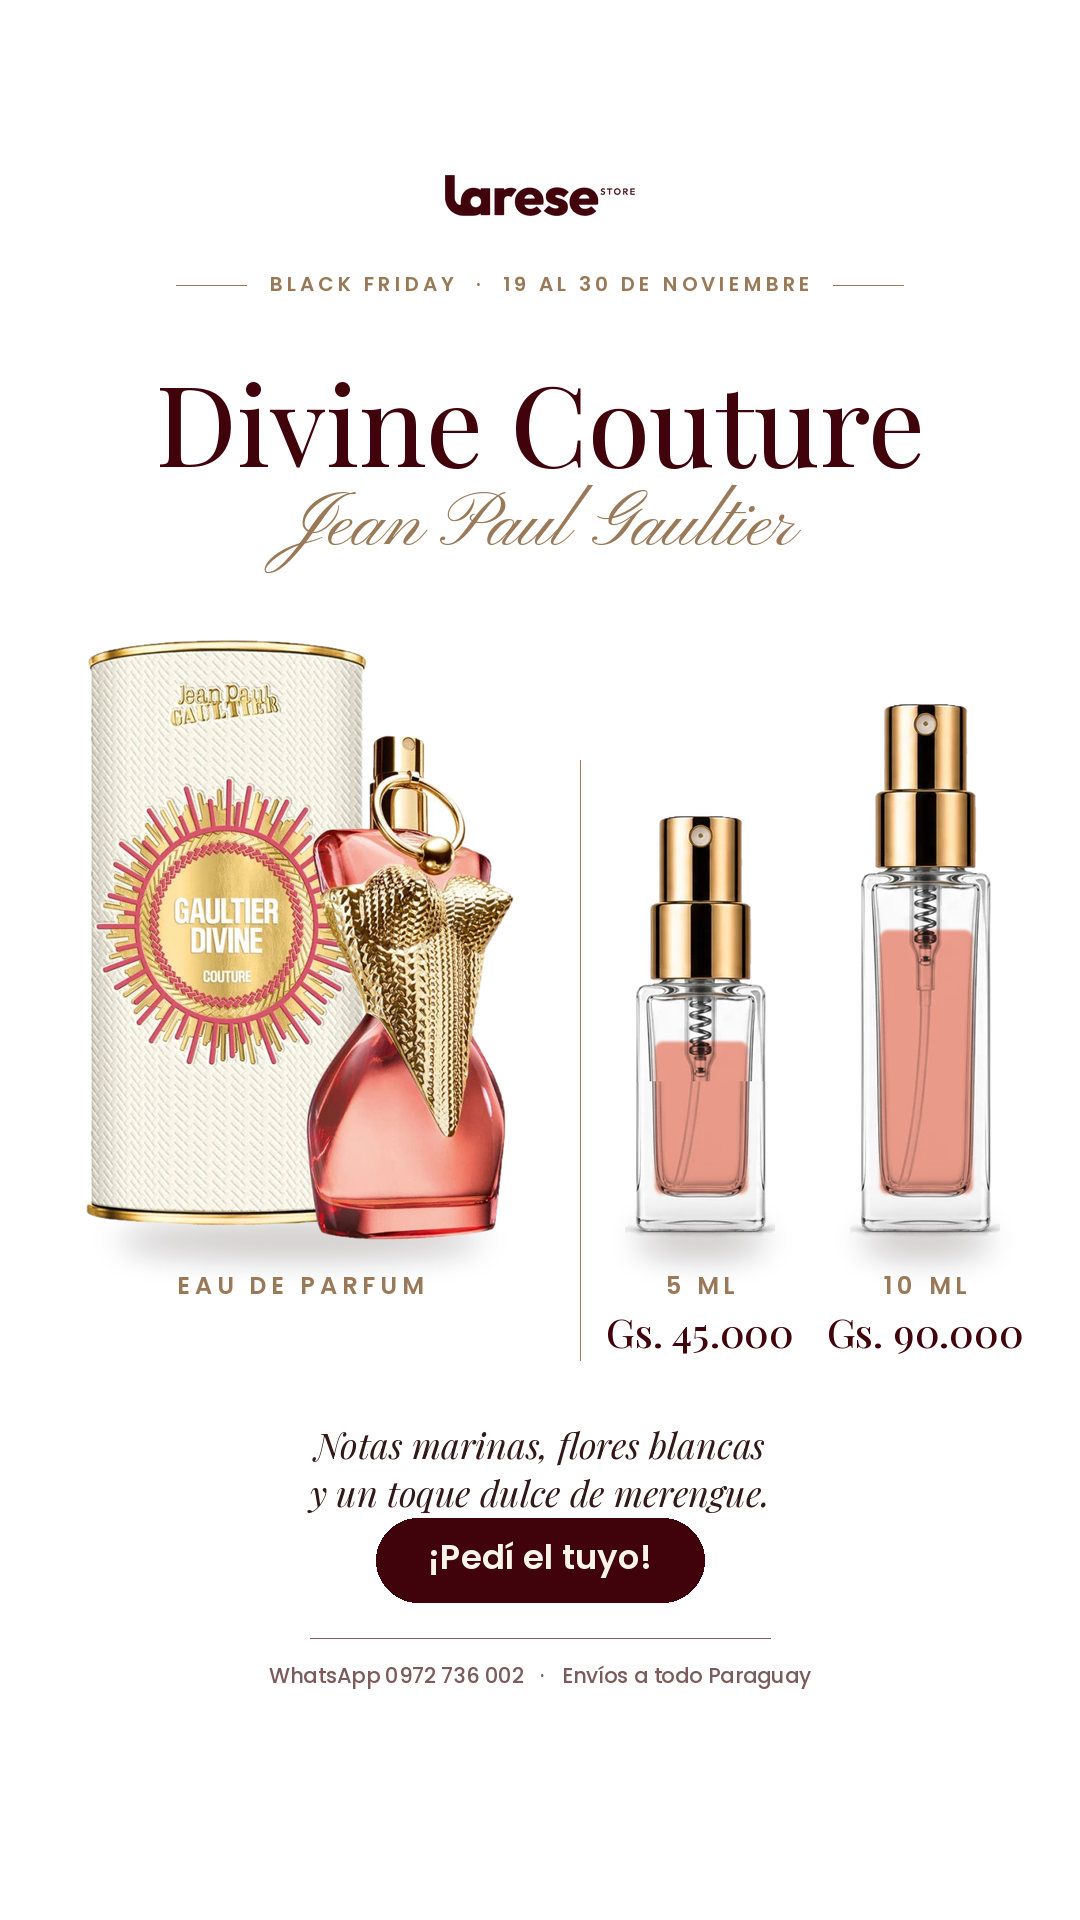 Larese STORE
BLACK FRIDAY · 19 AL 30 DE NOVIEMBRE
Divine Couture
Jean Paul Gaultier
Jean Paul
GAULTIER
GAULTIER
DIVINE
COUTURE
EAU DE PARFUM
5 ML
Gs. 45.000
10 ML
Gs. 90.000
Notas marinas, flores blancas
y un toque dulce de merengue.
¡Pedí el tuyo!
WhatsApp 0972 736 002 · Envíos a todo Paraguay